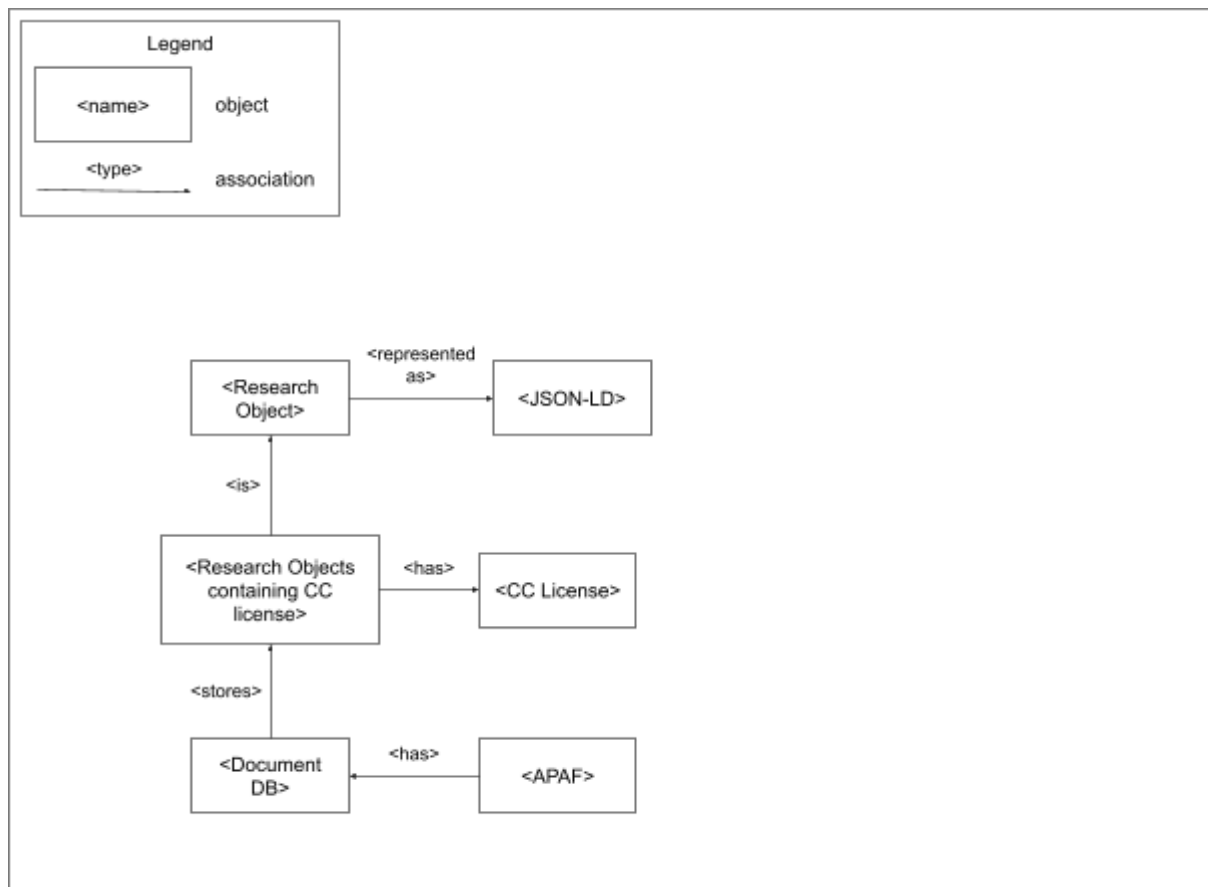 Legend
<name>
object
<type>
association
<represented
as>
<Research
Object>
<JSON-LD>
<is>
<Research Objects
containing CC
license>
<has>
<CC License>
<stores>
<Document
DB>
<has>
<APAF>